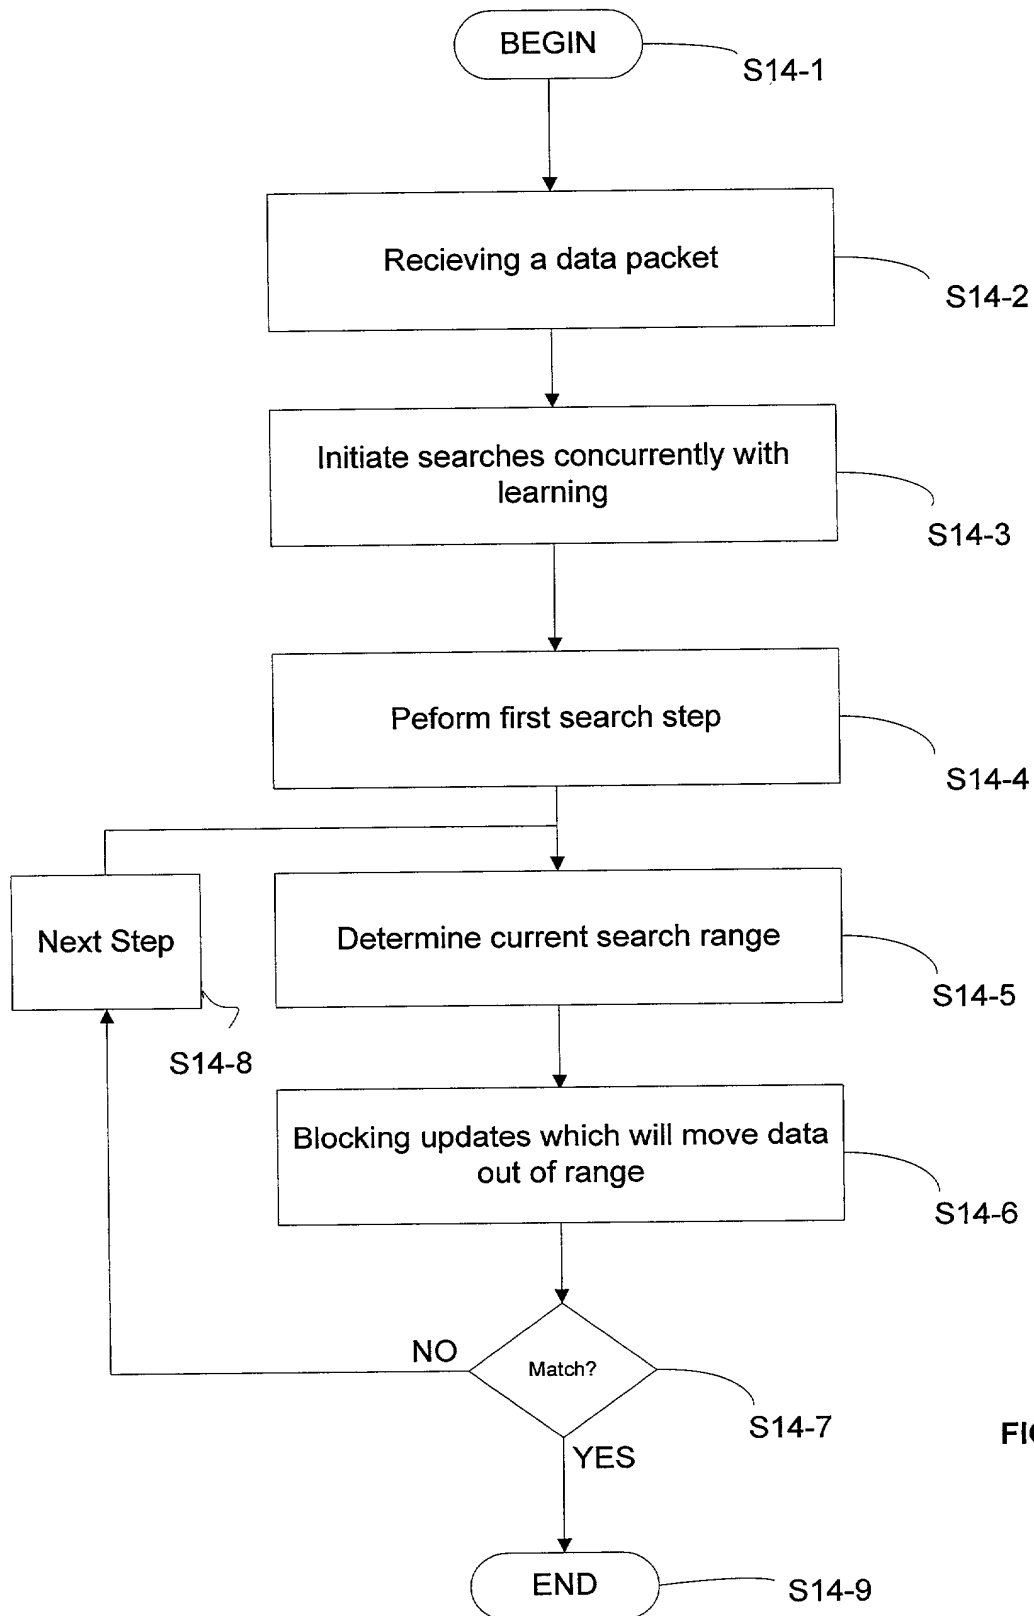 BEGIN
S14-1
Recieving a data packet
S14-2
Initiate searches concurrently with
learning
S14-3
Peform first search step
S14-4
Next Step
Determine current search range
S14-5
S14-8
Blocking updates which will move data
out of range
S14-6
NO
Match?
S14-7
YES
END
S14-9